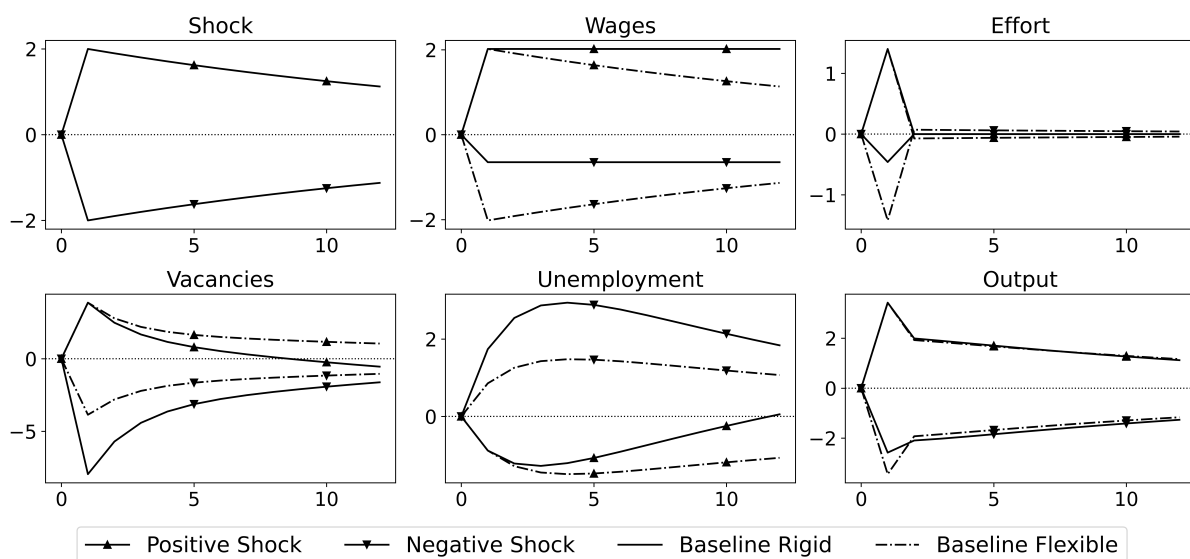 Shock Wages Effort
2 2 1
0 0 0
−2 −2 −1
0 5 10 0 5 10 0 5 10
Vacancies Unemployment Output
0 2 2
−5 0 0
−2
0 5 10 0 5 10 0 5 10
Positive Shock Negative Shock Baseline Rigid Baseline Flexible